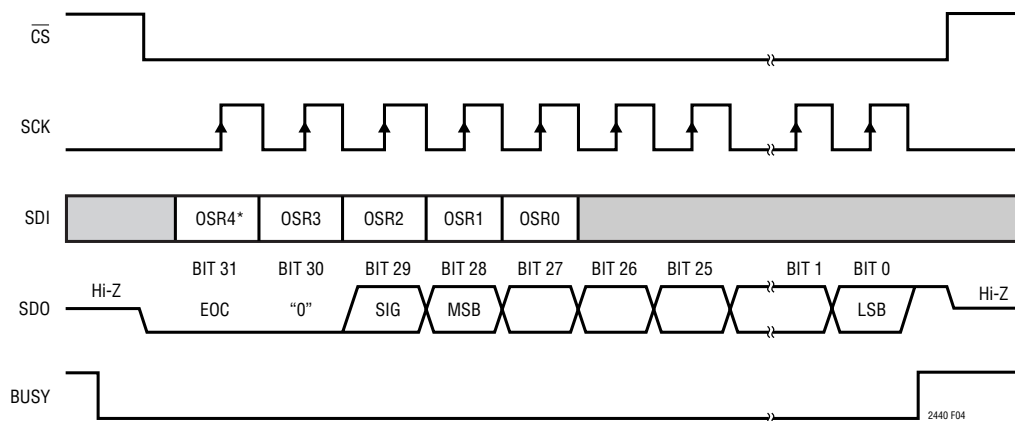 CS
SCK
SDI OSR4* OSR3 OSR2 OSR1 OSR0
BIT 31 BIT 30 BIT 29 BIT 28 BIT 27 BIT 26 BIT 25 BIT 1 BIT 0
SDO Hi-Z EOC “0” SIG MSB LSB Hi-Z
BUSY
2440 F04